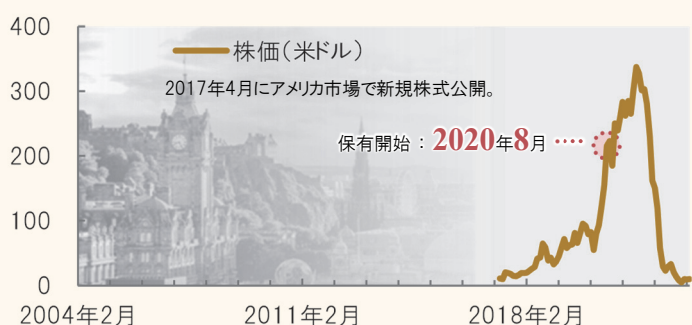 400
株価（米ドル）
300
2017年4月にアメリカ市場で新規株式公開。
保有開始：2020年8月
200
100
0
2004年2月
2011年2月
2018年2月